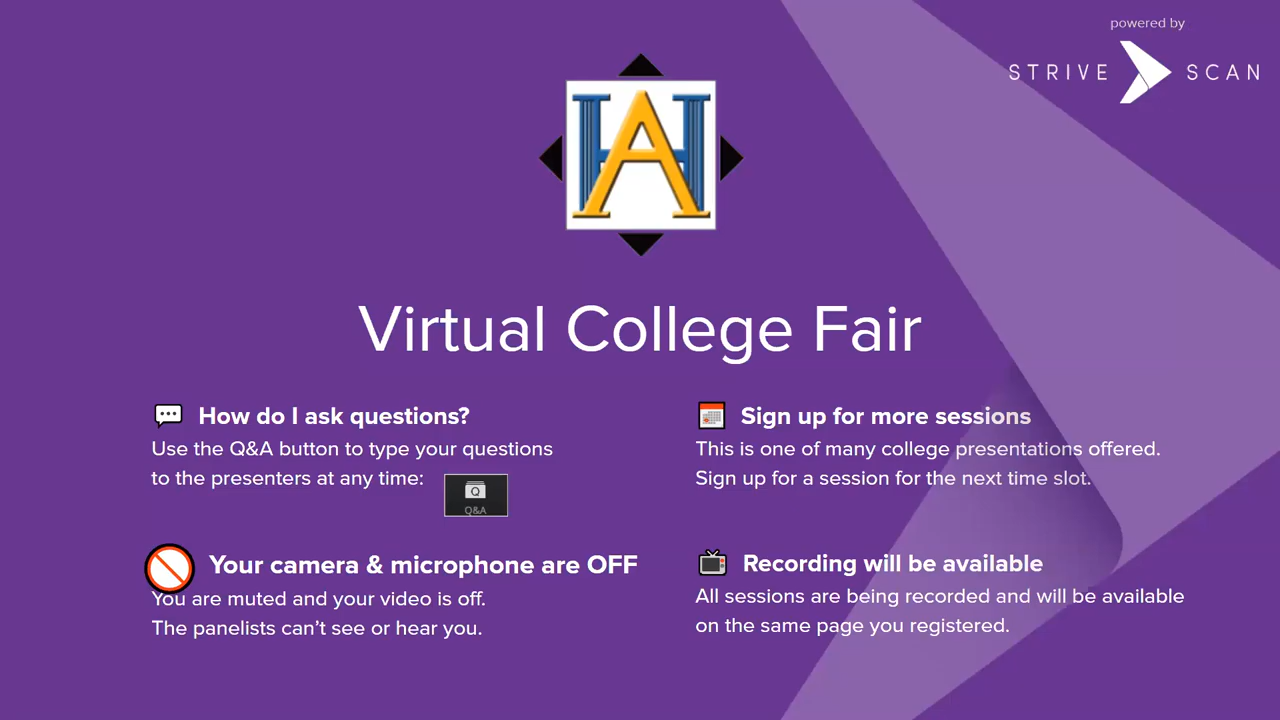 powered by
STRIVE SCAN
HA
Virtual College Fair
How do I ask questions?
Use the Q&A button to type your questions
to the presenters at any time:
Q
Q&A
Sign up for more sessions
This is one of many college presentations offered.
Sign up for a session for the next time slot.
Your camera & microphone are OFF
You are muted and your video is off.
The panelists can’t see or hear you.
Recording will be available
All sessions are being recorded and will be available
on the same page you registered.